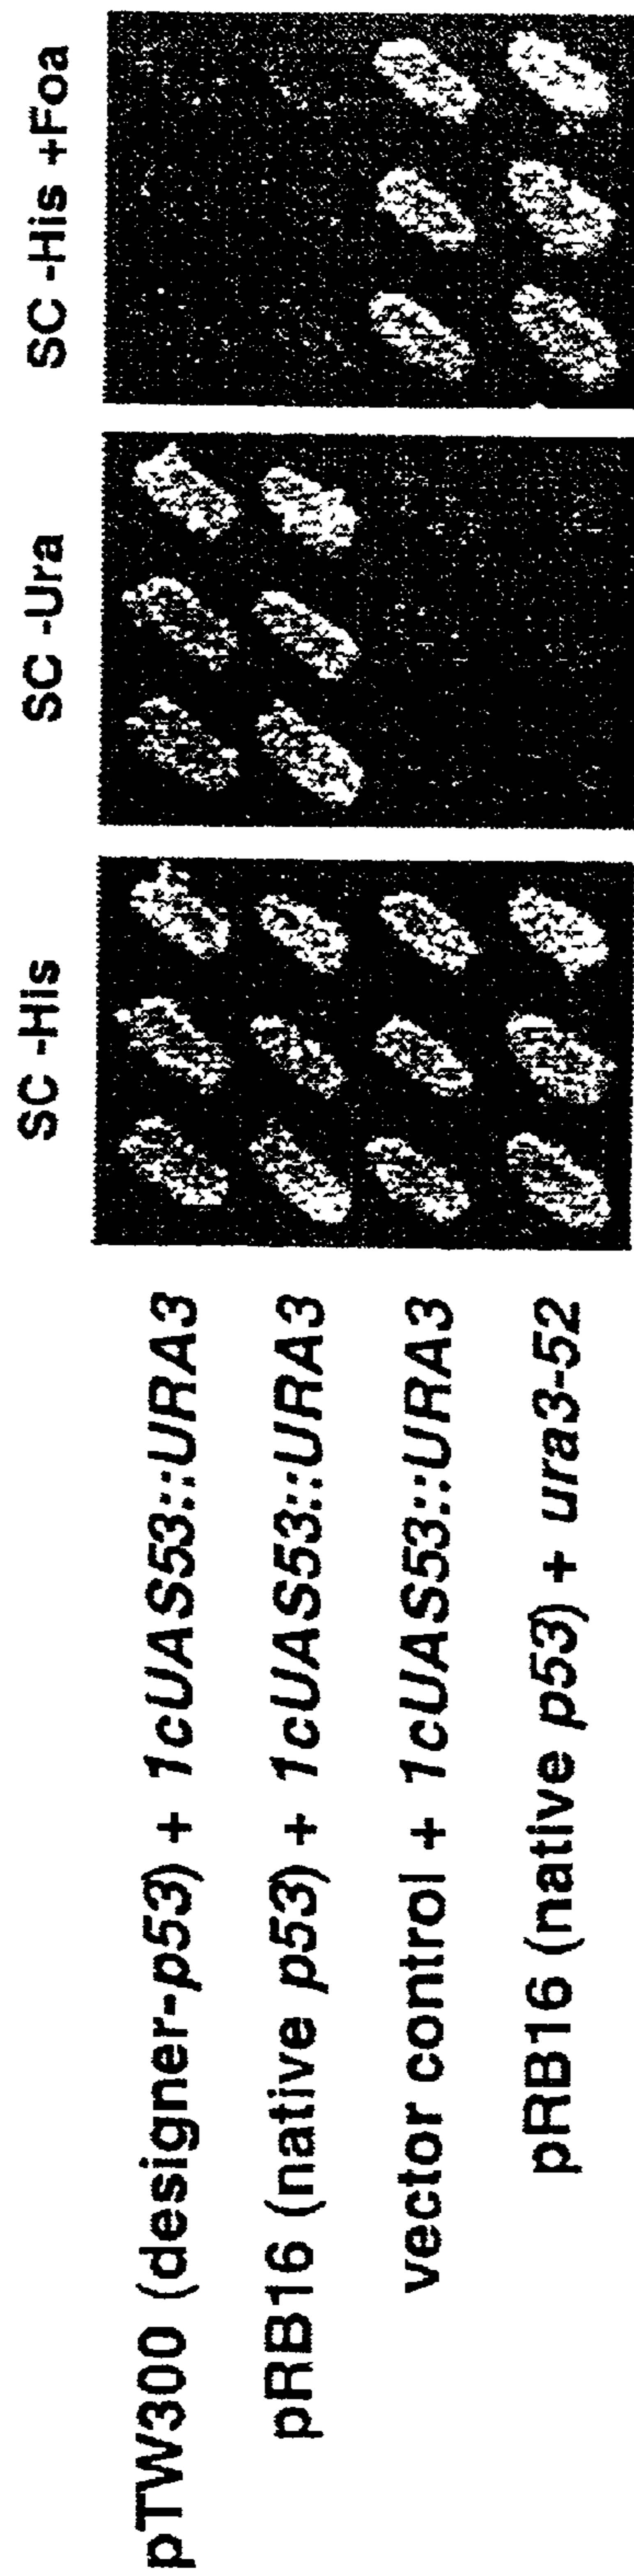 SC -His
SC -Ura
SC -His +Foa
pTW300 (designer-p53) + 1cUAS53::URA3
pRB16 (native p53) + 1cUAS53::URA3
vector control + 1cUAS53::URA3
pRB16 (native p53) + ura3-52